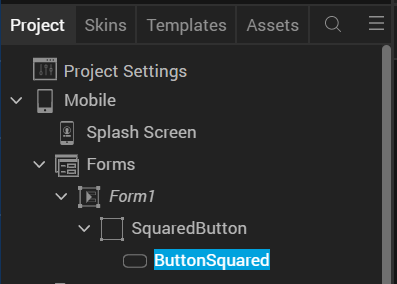 Project Skins Templates Assets
Project Settings
Mobile
Splash Screen
Forms
Form1
SquaredButton
ButtonSquared